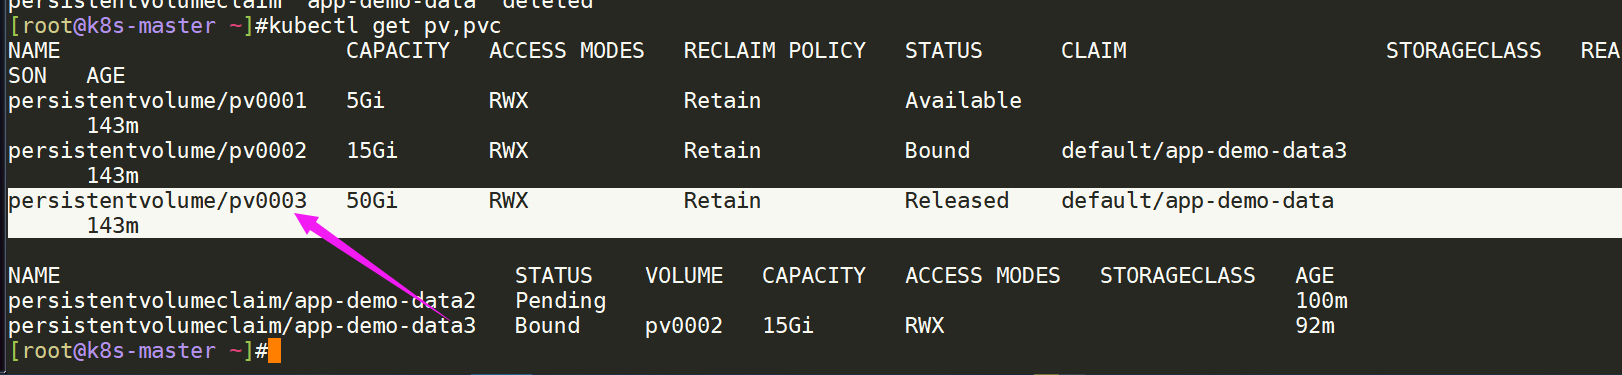 persistentvolumeclaim "app-demo-data" deleted
[root@k8s-master ~]#kubectl get pv,pvc
NAME                      CAPACITY   ACCESS MODES   RECLAIM POLICY   STATUS      CLAIM                    STORAGECLASS   REA
SON   AGE
persistentvolume/pv0001   5Gi        RWX            Retain           Available
      143m
persistentvolume/pv0002   15Gi       RWX            Retain           Bound       default/app-demo-data3
      143m
persistentvolume/pv0003   50Gi       RWX            Retain           Released    default/app-demo-data
      143m
NAME                                   STATUS    VOLUME   CAPACITY   ACCESS MODES   STORAGECLASS   AGE
persistentvolumeclaim/app-demo-data2   Pending                                                     100m
persistentvolumeclaim/app-demo-data3   Bound     pv0002   15Gi       RWX                           92m
[root@k8s-master ~]#